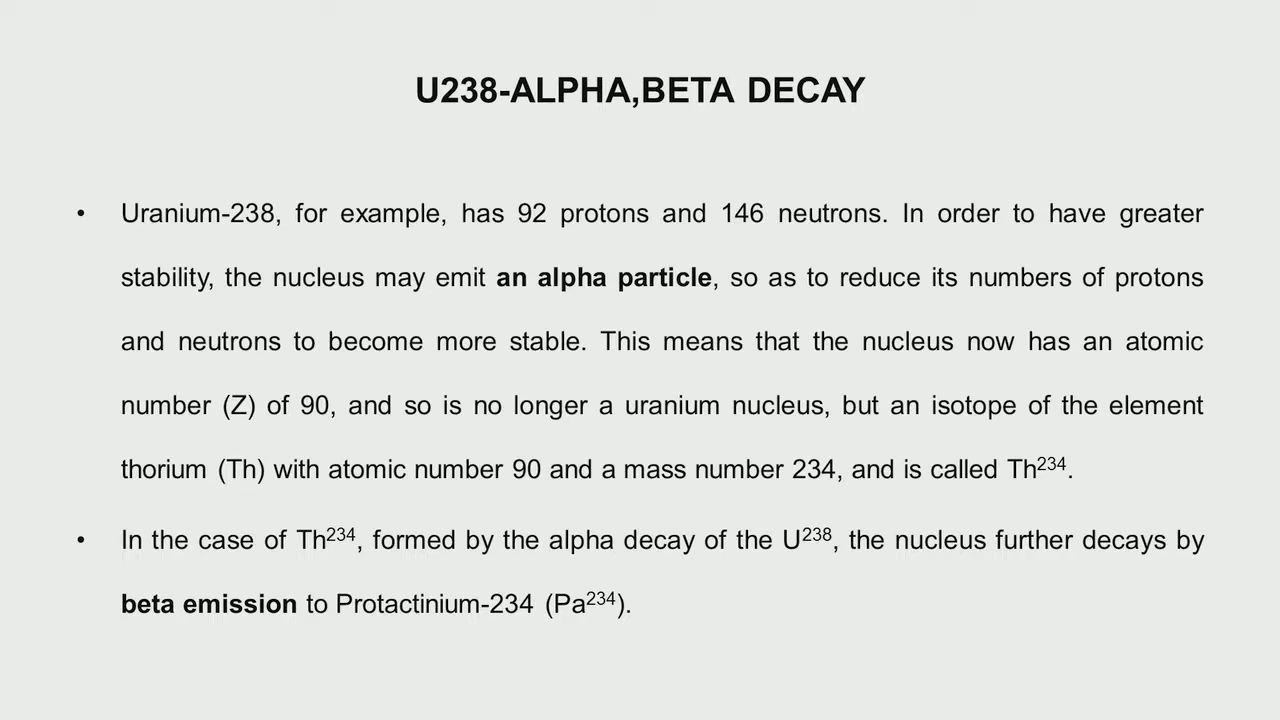 U238-ALPHA,BETA DECAY
• Uranium-238, for example, has 92 protons and 146 neutrons. In order to have greater
stability, the nucleus may emit an alpha particle, so as to reduce its numbers of protons
and neutrons to become more stable. This means that the nucleus now has an atomic
number (Z) of 90, and so is no longer a uranium nucleus, but an isotope of the element
thorium (Th) with atomic number 90 and a mass number 234, and is called Th²³⁴.
• In the case of Th²³⁴, formed by the alpha decay of the U²³⁸, the nucleus further decays by
beta emission to Protactinium-234 (Pa²³⁴).